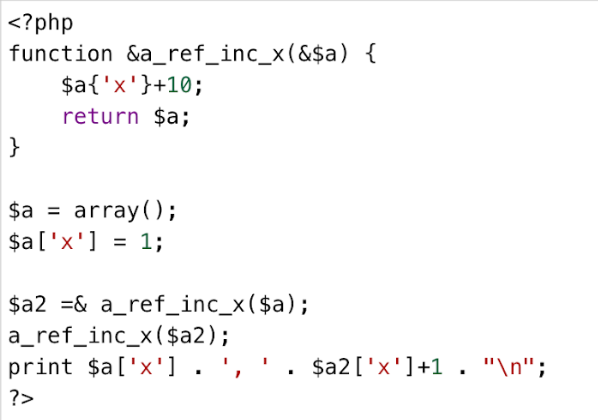 <?php
function &a_ref_inc_x(&$a) {
    $a{'x'}+10;
    return $a;
}

$a = array();
$a['x'] = 1;

$a2 =& a_ref_inc_x($a);
a_ref_inc_x($a2);
print $a['x'] . ', ' . $a2['x']+1 . "\n";
?>